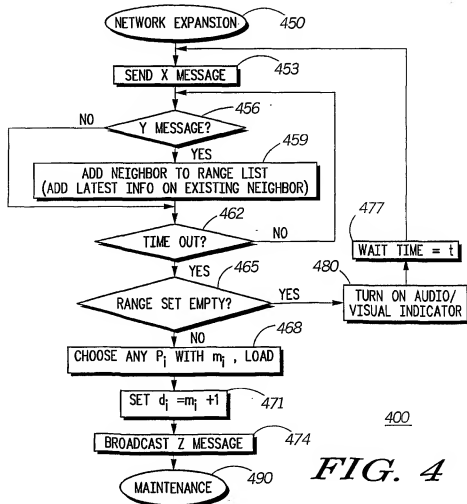 NETWORK EXPANSION
450
SEND X MESSAGE
453
456
NO
Y MESSAGE?
YES
459
ADD NEIGHBOR TO RANGE LIST
(ADD LATEST INFO ON EXISTING NEIGHBOR)
462
TIME OUT?
NO
477
WAIT TIME = t
YES
465
480
RANGE SET EMPTY?
YES
TURN ON AUDIO/
VISUAL INDICATOR
NO
468
CHOOSE ANY Pi WITH mi , LOAD
471
SET di =mi +1
400
474
BROADCAST Z MESSAGE
490
MAINTENANCE
FIG. 4